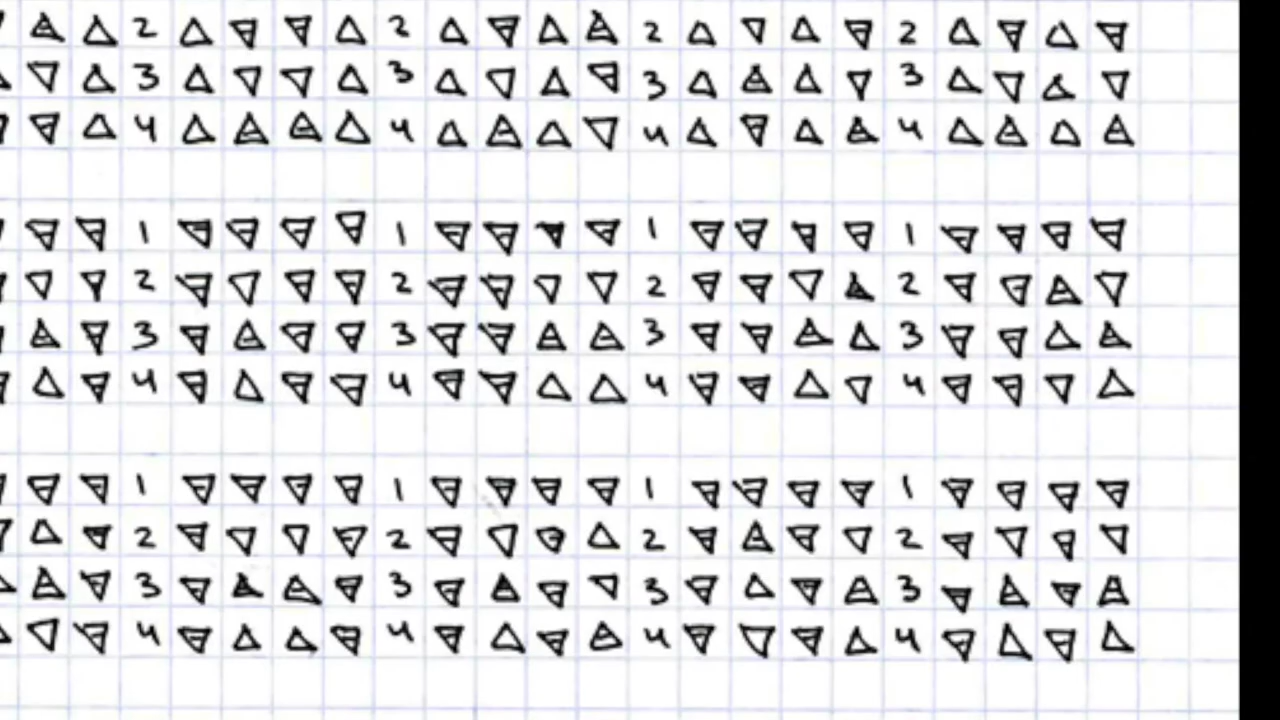 🜁 △ 2 △ 🜃 🜃 △ 2 △ 🜃 △ 🜁 2 △ ▽ △ 🜃 2 △ 🜃 △ 🜃
▽ △ 3 △ ▽ ▽ △ 3 △ ▽ △ 🜃 3 △ 🜁 △ ▽ 3 △ ▽ △ ▽
🜃 △ 4 △ 🜁 🜁 △ 4 △ 🜁 △ ▽ 4 △ 🜃 △ 🜁 4 △ 🜁 △ 🜁
🜃 🜃 1 🜃 🜃 🜃 🜃 1 🜃 🜃 🜃 🜃 1 🜃 🜃 🜃 🜃 1 🜃 🜃 🜃 🜃
▽ 🜃 2 🜃 ▽ 🜃 🜃 2 🜃 🜃 ▽ ▽ 2 🜃 🜃 ▽ 🜁 2 🜃 ▽ 🜁 ▽
🜁 🜃 3 🜃 🜁 🜃 🜃 3 🜃 🜃 🜁 🜁 3 🜃 🜃 🜁 △ 3 🜃 🜃 △ 🜁
△ 🜃 4 🜃 △ 🜃 🜃 4 🜃 🜃 △ △ 4 🜃 🜃 △ ▽ 4 🜃 🜃 ▽ △
🜃 🜃 1 🜃 🜃 🜃 🜃 1 🜃 🜃 🜃 🜃 1 🜃 🜃 🜃 🜃 1 🜃 🜃 🜃 🜃
△ 🜃 2 🜃 ▽ ▽ 🜃 2 🜃 ▽ 🜃 △ 2 🜃 🜁 🜃 ▽ 2 🜃 ▽ 🜃 ▽
🜁 🜃 3 🜃 🜁 🜁 🜃 3 🜃 🜁 🜃 ▽ 3 🜃 △ 🜃 🜁 3 🜃 🜁 🜃 🜁
▽ 🜃 4 🜃 △ △ 🜃 4 🜃 △ 🜃 🜁 4 🜃 ▽ 🜃 △ 4 🜃 △ 🜃 △